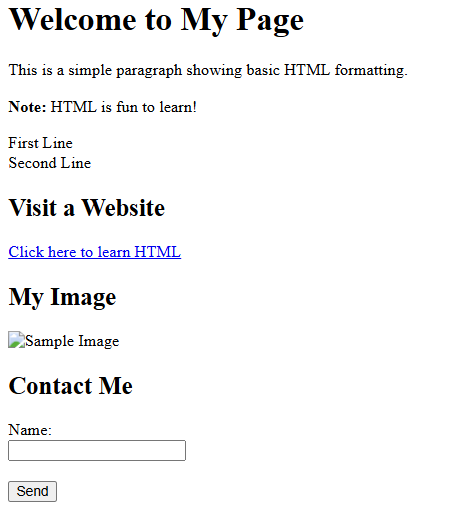 Welcome to My Page
This is a simple paragraph showing basic HTML formatting.
Note: HTML is fun to learn!
First Line
Second Line
Visit a Website
Click here to learn HTML
My Image
Sample Image
Contact Me
Name:
Send